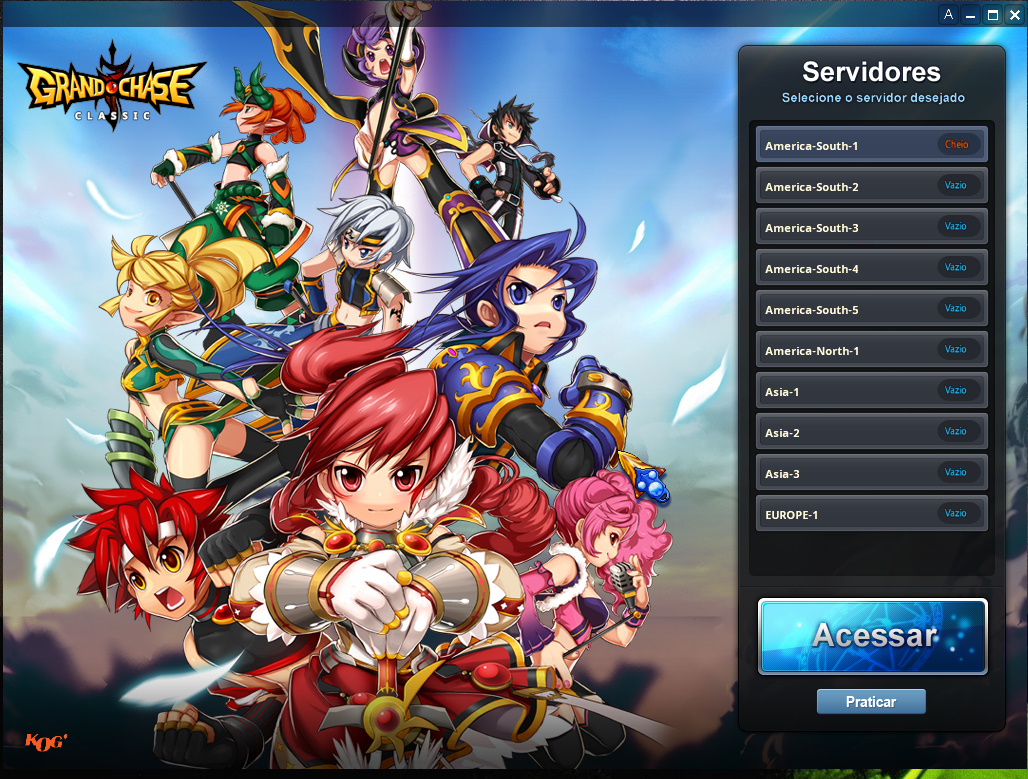 A
GRAND CHASE
CLASSIC
Servidores
Selecione o servidor desejado
America-South-1 Cheio
America-South-2 Vazio
America-South-3 Vazio
America-South-4 Vazio
America-South-5 Vazio
America-North-1 Vazio
Asia-1 Vazio
Asia-2 Vazio
Asia-3 Vazio
EUROPE-1 Vazio
Acessar
Praticar
KOG'